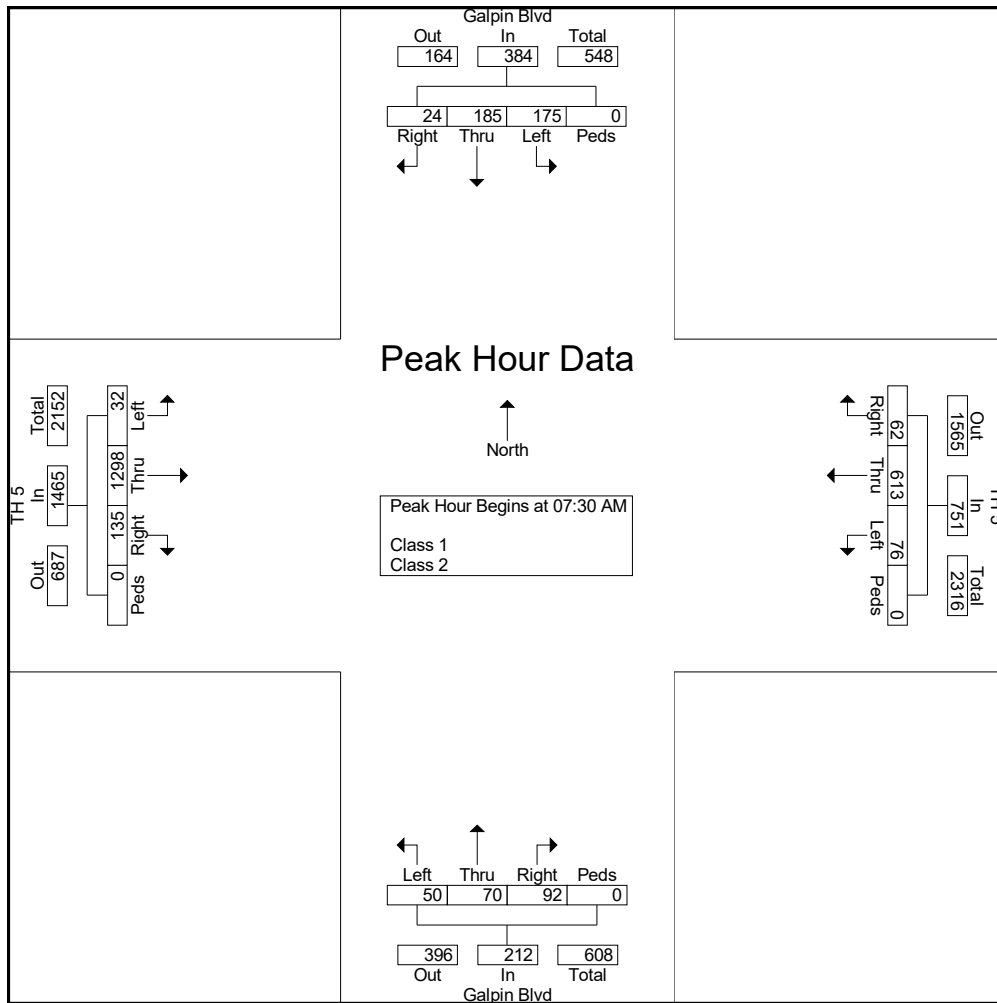 Galpin Blvd
Out In Total
164 384 548
24 185 175 0
Right Thru Left Peds
Peak Hour Data
North
Peak Hour Begins at 07:30 AM
Class 1
Class 2
TH 5
Total In Out
2152 1465 687
32 1298 135 0
Left Thru Right Peds
Out In Total
1565 751 2316
62 613 76 0
Right Thru Left Peds
Left Thru Right Peds
50 70 92 0
396 212 608
Out In Total
Galpin Blvd